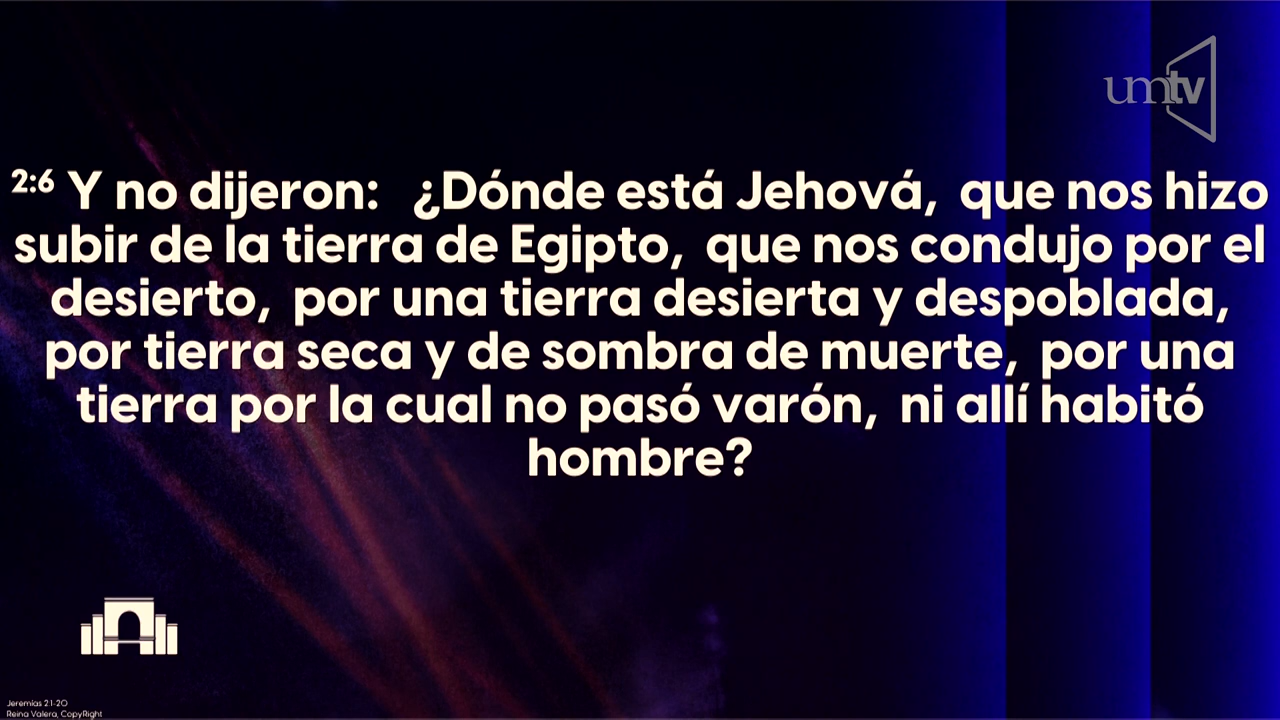 umtv
2:6 Y no dijeron: ¿Dónde está Jehová, que nos hizo
subir de la tierra de Egipto, que nos condujo por el
desierto, por una tierra desierta y despoblada,
por tierra seca y de sombra de muerte, por una
tierra por la cual no pasó varón, ni allí habitó
hombre?
Jeremías 2:1-20
Reina Valera, CopyRight